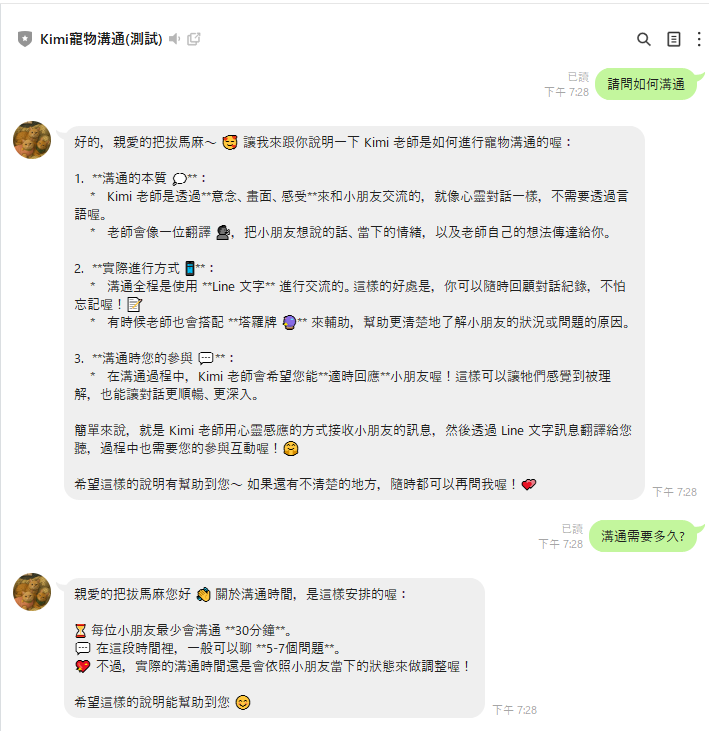 Kimi寵物溝通(測試)
已讀
下午 7:28
請問如何溝通
好的，親愛的把拔馬麻～ 🥰 讓我來跟你說明一下 Kimi 老師是如何進行寵物溝通的喔：
1. **溝通的本質 💭**：
* Kimi 老師是透過**意念、畫面、感受**來和小朋友交流的，就像心靈對話一樣，不需要透過言
語喔。
* 老師會像一位翻譯 🗣️，把小朋友想說的話、當下的情緒，以及老師自己的想法傳達給你。
2. **實際進行方式 📱**：
* 溝通全程是使用 **Line 文字** 進行交流的。這樣的好處是，你可以隨時回顧對話紀錄，不怕
忘記喔！📝
* 有時候老師也會搭配 **塔羅牌 🔮** 來輔助，幫助更清楚地了解小朋友的狀況或問題的原因。
3. **溝通時您的參與 💬**：
* 在溝通過程中，Kimi 老師會希望您能**適時回應**小朋友喔！這樣可以讓牠們感覺到被理
解，也能讓對話更順暢、更深入。
簡單來說，就是 Kimi 老師用心靈感應的方式接收小朋友的訊息，然後透過 Line 文字訊息翻譯給您
聽，過程中也需要您的參與互動喔！🤗
希望這樣的說明有幫助到您～ 如果還有不清楚的地方，隨時都可以再問我喔！💕
下午 7:28
已讀
下午 7:28
溝通需要多久?
親愛的把拔馬麻您好 👋 關於溝通時間，是這樣安排的喔：
⏳ 每位小朋友最少會溝通 **30分鐘**。
💬 在這段時間裡，一般可以聊 **5-7個問題**。
💖 不過，實際的溝通時間還是會依照小朋友當下的狀態來做調整喔！
希望這樣的說明能幫助到您 😊
下午 7:28